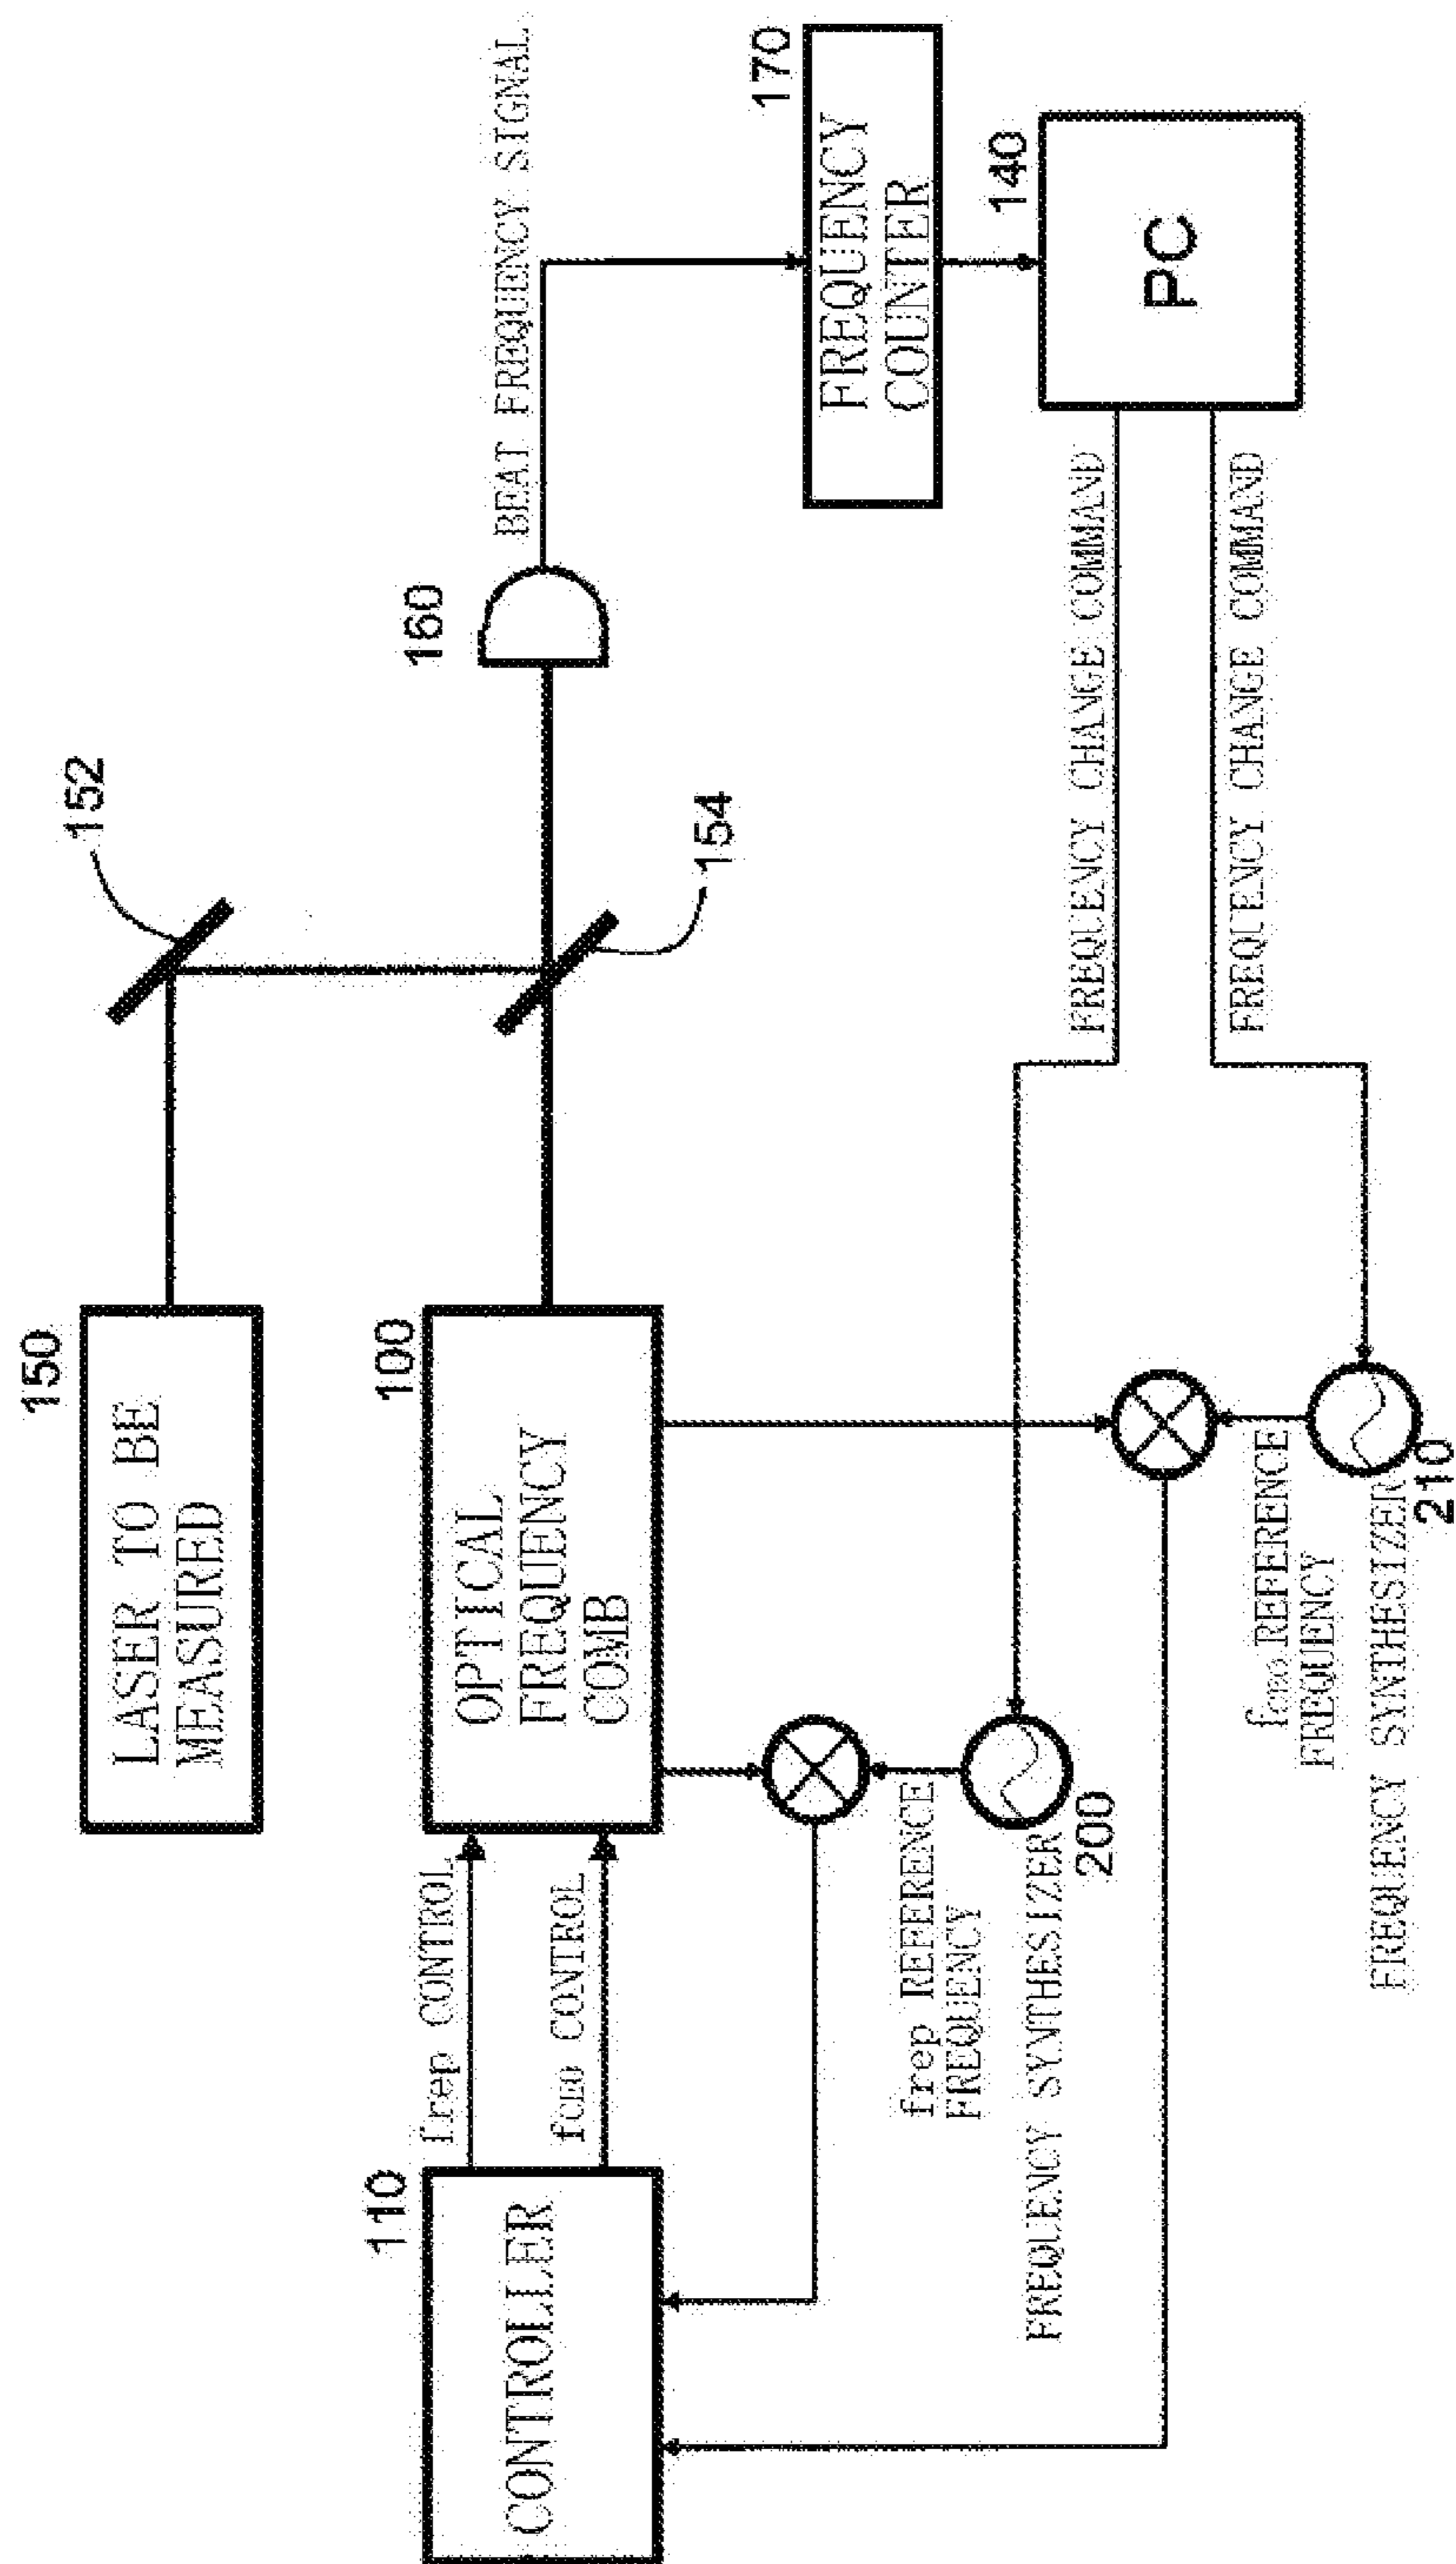 150
LASER TO BE
MEASURED
152
110
CONTROLLER
frep CONTROL
fCEO CONTROL
100
OPTICAL
FREQUENCY
COMB
154
160
BEAT FREQUENCY SIGNAL
170
FREQUENCY
COUNTER
140
PC
frep REFERENCE
FREQUENCY
200
FREQUENCY SYNTHESIZER
FREQUENCY CHANGE COMMAND
FREQUENCY CHANGE COMMAND
fCEO REFERENCE
FREQUENCY
FREQUENCY SYNTHESIZER
210